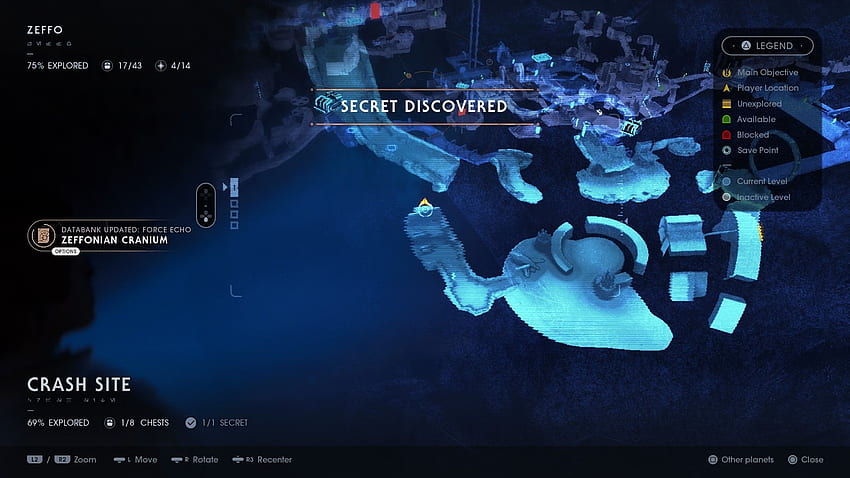 ZEFFO
75% EXPLORED 17/43 4/14
SECRET DISCOVERED
LEGEND
Main Objective
Player Location
Unexplored
Available
Blocked
Save Point
Current Level
Inactive Level
1
DATABANK UPDATED: FORCE ECHO
ZEFFONIAN CRANIUM
OPTIONS
CRASH SITE
69% EXPLORED 1/8 CHESTS 1/1 SECRET
L2 / R2 Zoom L Move R Rotate R3 Recenter
Other planets Close